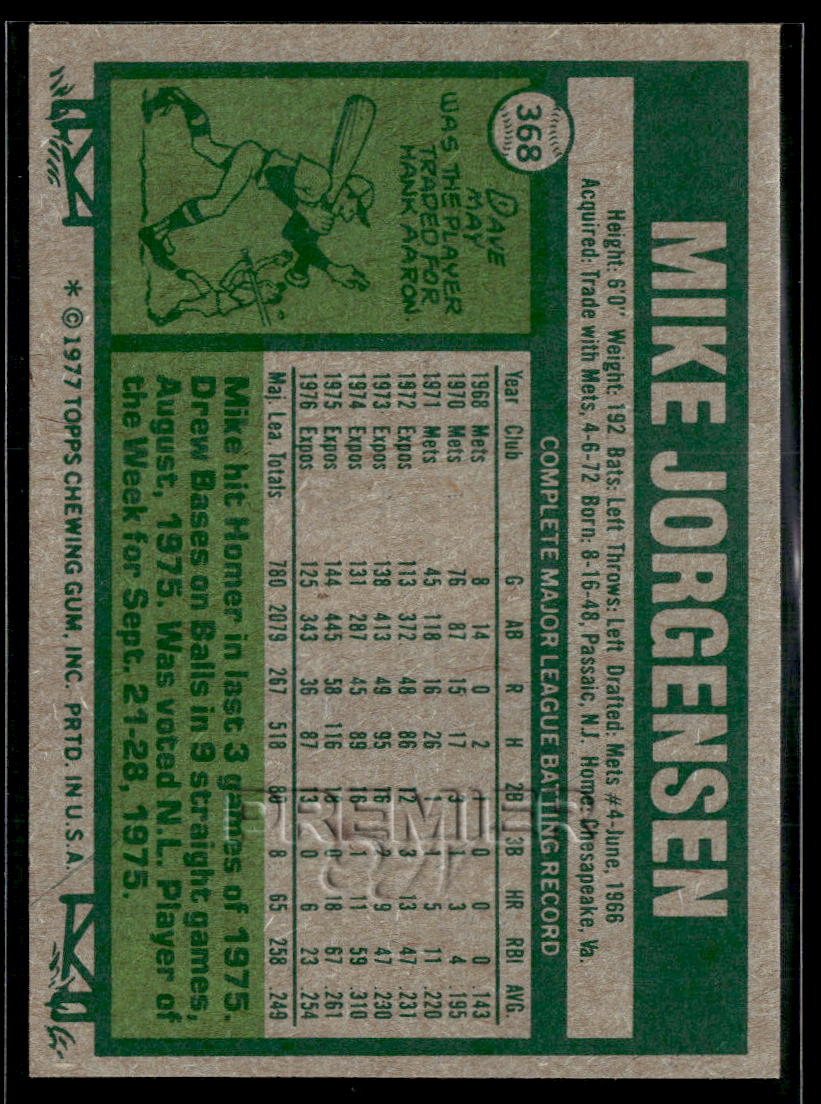 MIKE JORGENSEN
Height: 6'0" Weight: 192 Bats: Left Throws: Left Drafted: Mets #4-June, 1966
Acquired: Trade with Mets, 4-6-72 Born: 8-16-48, Passaic, N.J. Home: Chesapeake, Va.
368
DAVE
MAY
WAS THE PLAYER
TRADED FOR
HANK AARON.
COMPLETE MAJOR LEAGUE BATTING RECORD
Year Club G AB R H 2B 3B HR RBI AVG.
1968 Mets 8 14 0 2 0 0 0 .143
1970 Mets 76 87 15 17 3 1 3 4 .195
1971 Mets 45 118 16 26 1 1 5 11 .220
1972 Expos 113 372 48 86 12 3 13 47 .231
1973 Expos 138 413 49 95 16 2 9 47 .230
1974 Expos 131 287 45 89 16 1 11 59 .310
1975 Expos 144 445 58 116 18 0 18 67 .261
1976 Expos 125 343 36 87 13 0 6 23 .254
Maj. Lea. Totals 780 2079 267 518 80 8 65 258 .249
Mike hit Homer in last 3 games of 1975.
Drew Bases on Balls in 9 straight games,
August, 1975. Was voted N.L. Player of
the Week for Sept. 21-28, 1975.
* © 1977 TOPPS CHEWING GUM, INC. PRTD. IN U.S.A.
PREMIER